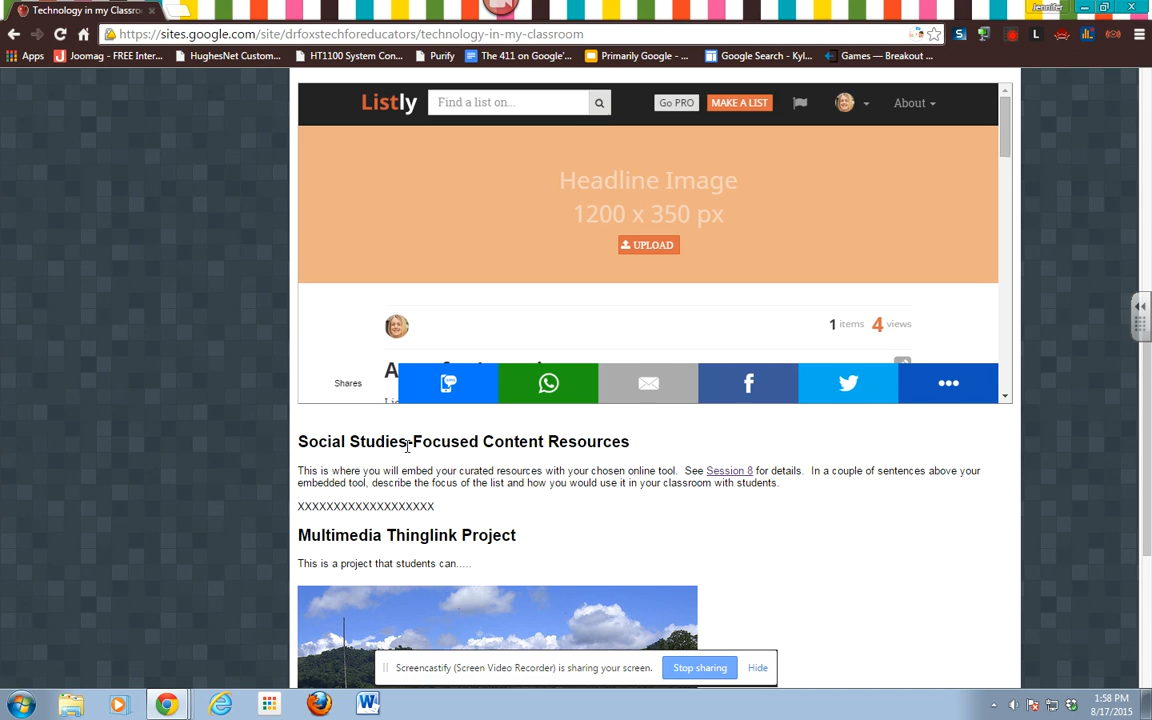 Technology in my Classro
Jennifer
https://sites.google.com/site/drfoxstechforeducators/technology-in-my-classroom
Apps Joomag - FREE Inter... HughesNet Custom... HT1100 System Con... Purify The 411 on Google'... Primarily Google - ... Google Search - Kyl... Games — Breakout ...
Listly Find a list on... Go PRO MAKE A LIST About
Headline Image
1200 x 350 px
UPLOAD
1 items 4 views
Shares
Social Studies-Focused Content Resources
This is where you will embed your curated resources with your chosen online tool. See Session 8 for details. In a couple of sentences above your
embedded tool, describe the focus of the list and how you would use it in your classroom with students.
XXXXXXXXXXXXXXXXXXX
Multimedia Thinglink Project
This is a project that students can.....
Screencastify (Screen Video Recorder) is sharing your screen. Stop sharing Hide
1:58 PM
8/17/2015